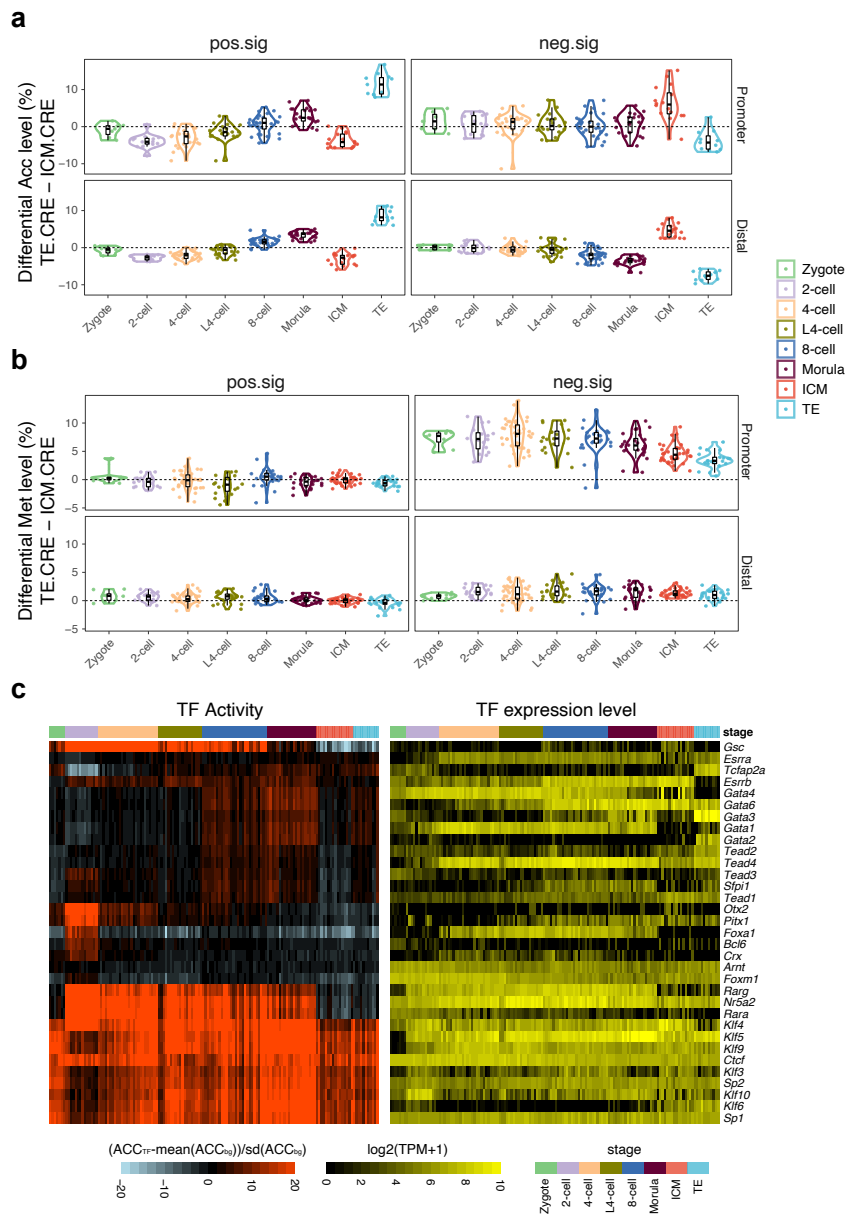 a
pos.sig
neg.sig
Differential Acc level (%)
TE.CRE − ICM.CRE
10
0
−10
Promoter
10
0
−10
Distal
Zygote
2-cell
4-cell
L4-cell
8-cell
Morula
ICM
TE
Zygote
2-cell
4-cell
L4-cell
8-cell
Morula
ICM
TE
Zygote
2-cell
4-cell
L4-cell
8-cell
Morula
ICM
TE
b
pos.sig
neg.sig
Differential Met level (%)
TE.CRE − ICM.CRE
10
5
0
−5
Promoter
10
5
0
−5
Distal
Zygote
2-cell
4-cell
L4-cell
8-cell
Morula
ICM
TE
Zygote
2-cell
4-cell
L4-cell
8-cell
Morula
ICM
TE
c
TF Activity
TF expression level
stage
Gsc
Esrra
Tcfap2a
Esrrb
Gata4
Gata6
Gata3
Gata1
Gata2
Tead2
Tead4
Tead3
Sfpi1
Tead1
Otx2
Pitx1
Foxa1
Bcl6
Crx
Arnt
Foxm1
Rarg
Nr5a2
Rara
Klf4
Klf5
Klf9
Ctcf
Klf3
Sp2
Klf10
Klf6
Sp1
(ACCTF-mean(ACCbg))/sd(ACCbg)
−20
−10
0
10
20
log2(TPM+1)
0
2
4
6
8
10
stage
Zygote
2-cell
4-cell
L4-cell
8-cell
Morula
ICM
TE